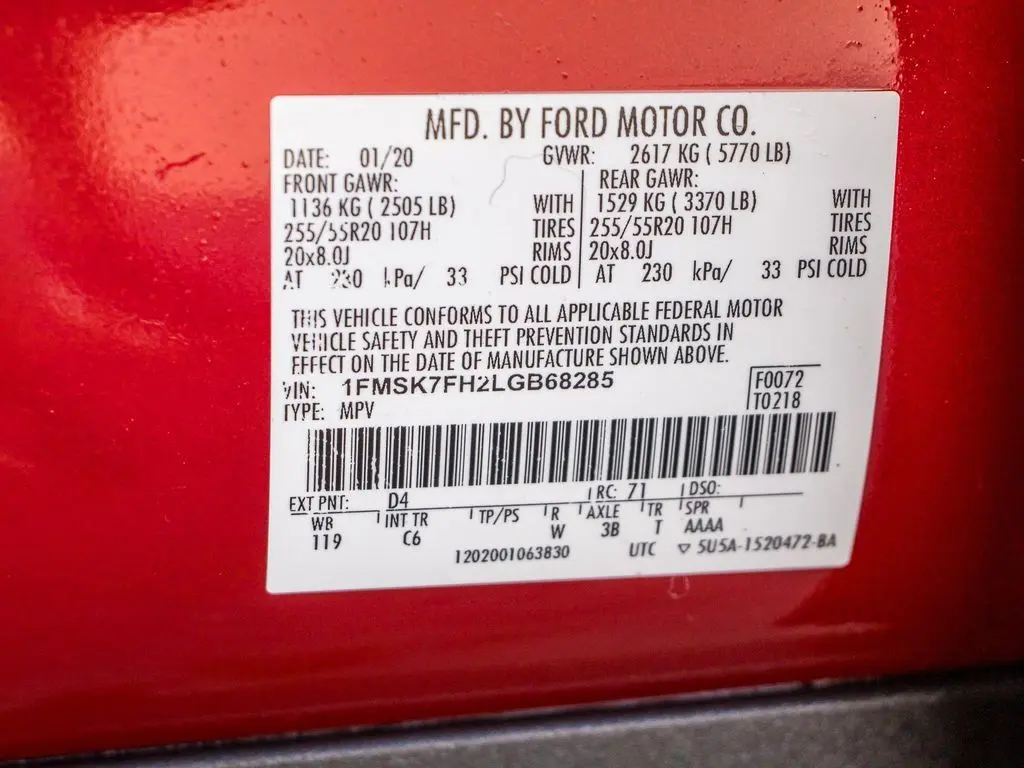 MFD. BY FORD MOTOR CO.
DATE: 01/20 GVWR: 2617 KG ( 5770 LB)
FRONT GAWR: REAR GAWR:
1136 KG ( 2505 LB) WITH 1529 KG ( 3370 LB) WITH
255/55R20 107H TIRES 255/55R20 107H TIRES
20x8.0J RIMS 20x8.0J RIMS
AT 230 kPa/ 33 PSI COLD AT 230 kPa/ 33 PSI COLD
THIS VEHICLE CONFORMS TO ALL APPLICABLE FEDERAL MOTOR
VEHICLE SAFETY AND THEFT PREVENTION STANDARDS IN
EFFECT ON THE DATE OF MANUFACTURE SHOWN ABOVE.
VIN: 1FMSK7FH2LGB68285 F0072
TYPE: MPV T0218
EXT PNT: D4 RC: 71 DSO:
WB INT TR TP/PS R AXLE TR SPR
119 C6 W 3B T AAAA
1202001063830 UTC ▽ 5U5A-1520472-BA